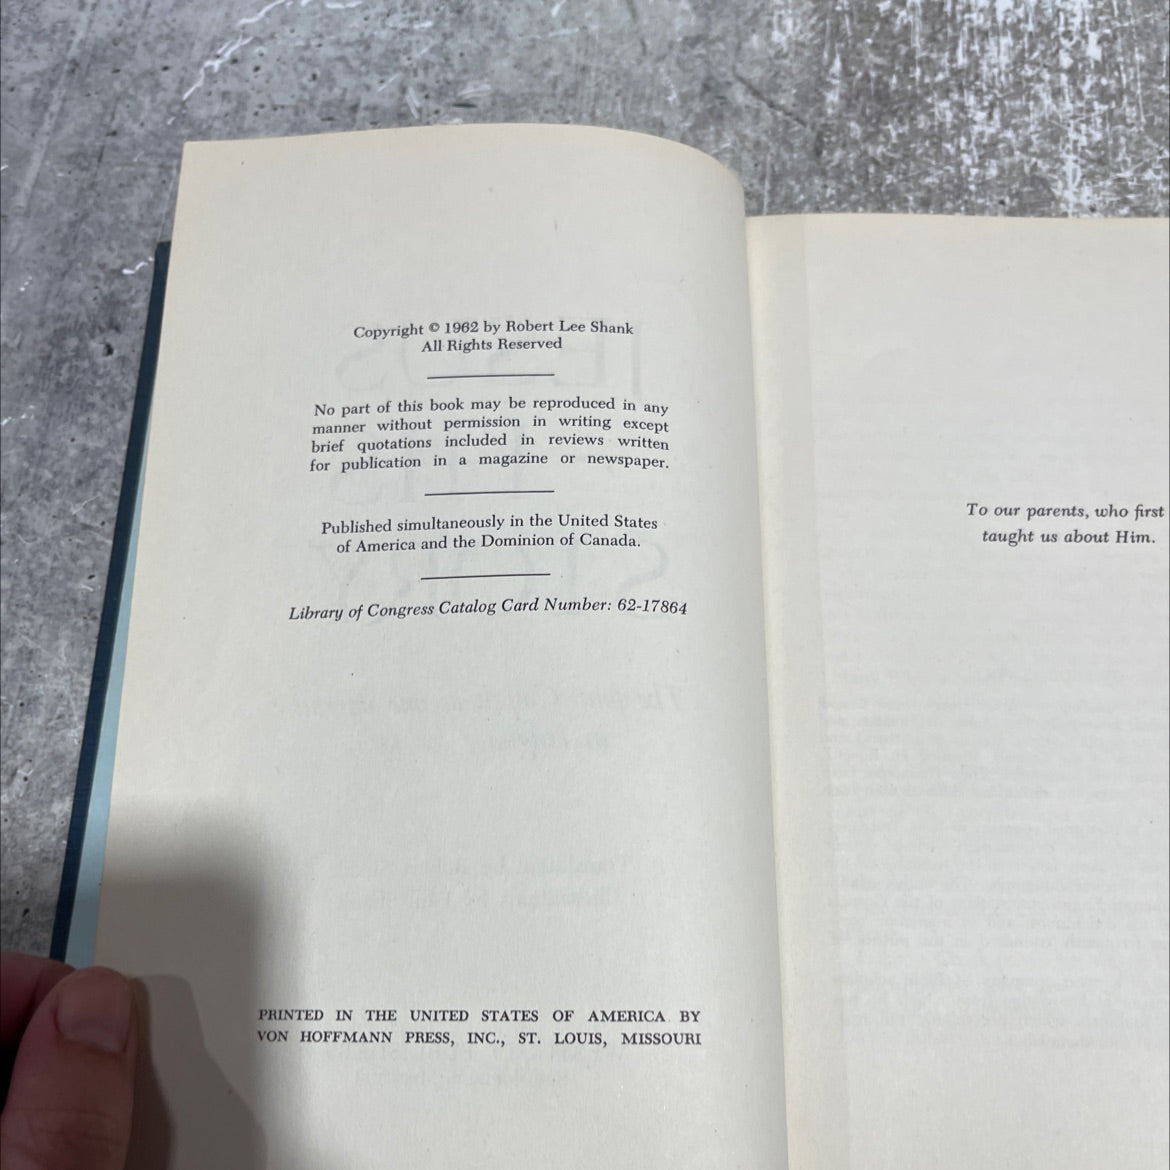 Copyright © 1962 by Robert Lee Shank
All Rights Reserved
No part of this book may be reproduced in any
manner without permission in writing except
brief quotations included in reviews written
for publication in a magazine or newspaper.
Published simultaneously in the United States
of America and the Dominion of Canada.
Library of Congress Catalog Card Number: 62-17864
PRINTED IN THE UNITED STATES OF AMERICA BY
VON HOFFMANN PRESS, INC., ST. LOUIS, MISSOURI
To our parents, who first
taught us about Him.